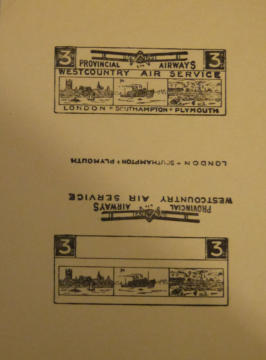 3 3
PROVINCIAL AIRWAYS
WESTCOUNTRY AIR SERVICE
LONDON + SOUTHAMPTON + PLYMOUTH
LONDON + SOUTHAMPTON + PLYMOUTH
WESTCOUNTRY AIR SERVICE
PROVINCIAL AIRWAYS
3 3